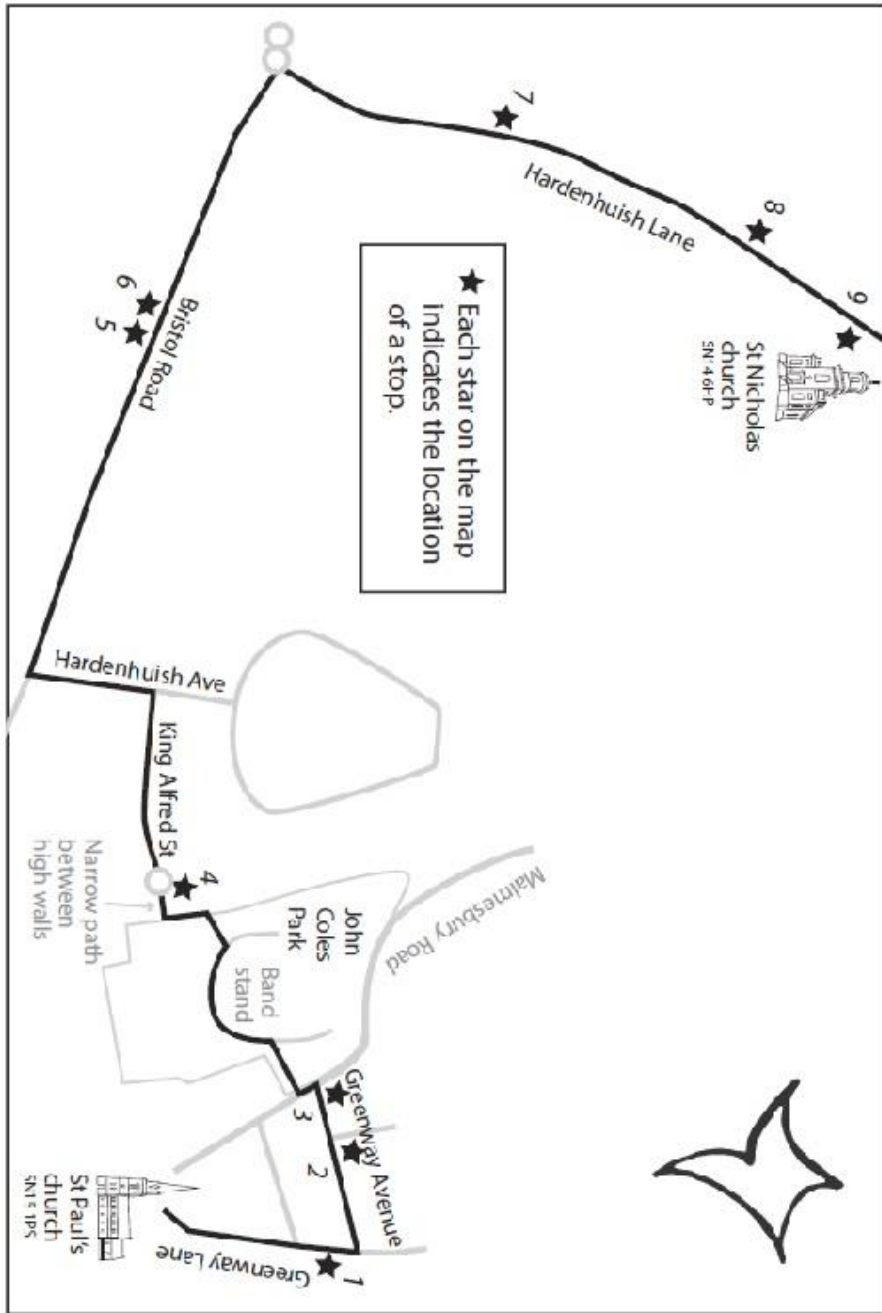 7
Hardenhuish Lane
8
9
St Nicholas
church
★ Each star on the map
indicates the location
of a stop.
6
5
Bristol Road
Hardenhuish Ave
King Alfred St
4
Narrow path
between
high walls
John
Coles
Park
Band
stand
Malmesbury Road
Greenway Avenue
3
2
1
Greenway Lane
St Paul's
church